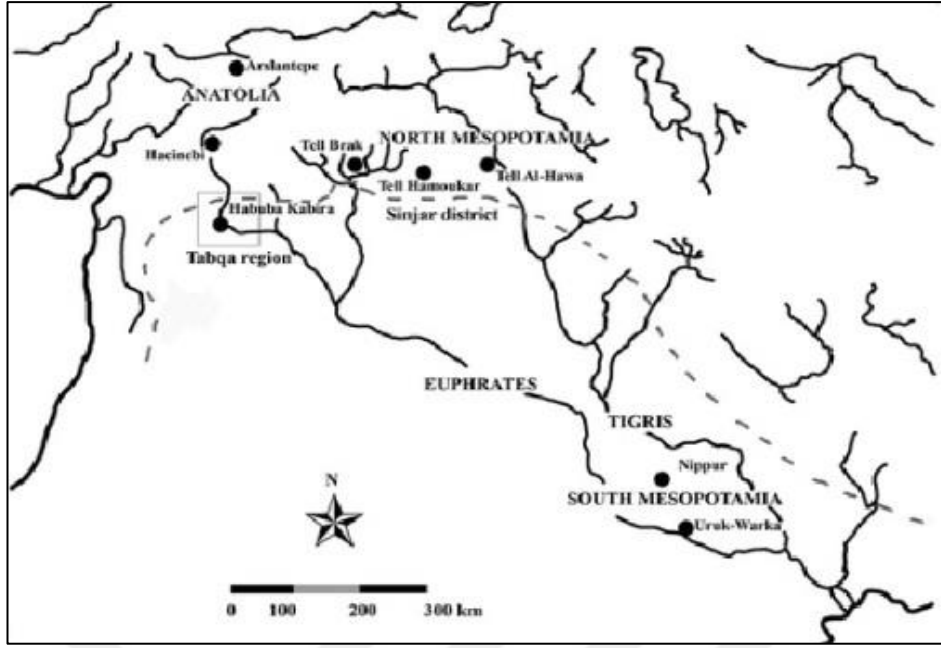 Arslantepe
ANATOLIA
Hacinebi
Tell Brak
NORTH MESOPOTAMIA
Tell Hamoukar
Tell Al-Hawa
Habuba Kabira
Sinjar district
Tabqa region
EUPHRATES
TIGRIS
Nippur
SOUTH MESOPOTAMIA
Uruk-Warka
N
0 100 200 300 km